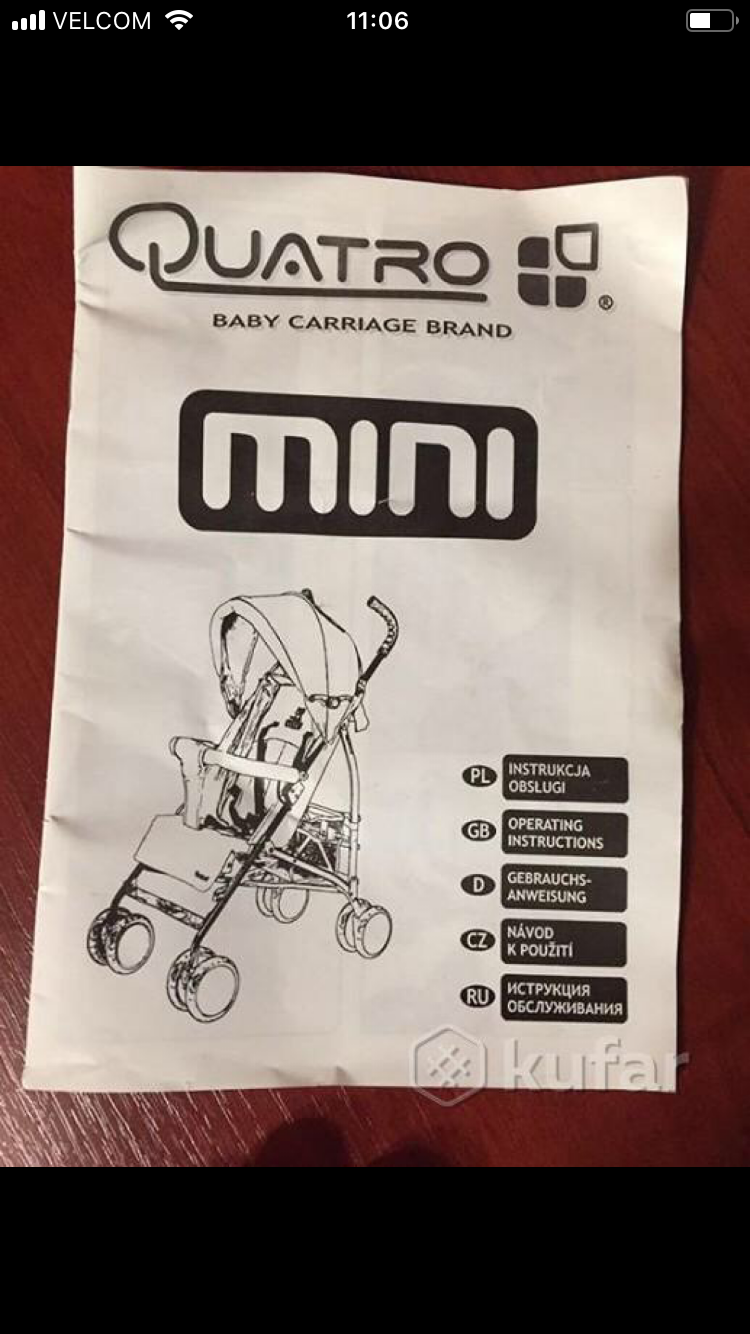 VELCOM
11:06
QUATRO
®
BABY CARRIAGE BRAND
mini
PL INSTRUKCJA
OBSLUGI
GB OPERATING
INSTRUCTIONS
D GEBRAUCHS-
ANWEISUNG
CZ NÁVOD
K POUŽITÍ
RU ИСТРУКЦИЯ
ОБСЛУЖИВАНИЯ
kufar